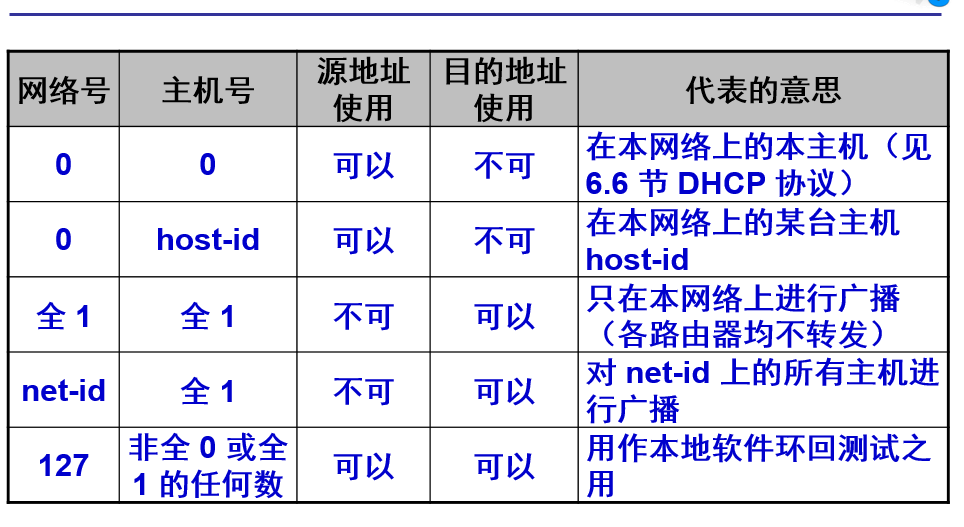 网络号 主机号 源地址使用 目的地址使用 代表的意思
0 0 可以 不可 在本网络上的本主机（见
6.6 节 DHCP 协议）
0 host-id 可以 不可 在本网络上的某台主机
host-id
全 1 全 1 不可 可以 只在本网络上进行广播
（各路由器均不转发）
net-id 全 1 不可 可以 对 net-id 上的所有主机进
行广播
127 非全 0 或全
1 的任何数 可以 可以 用作本地软件环回测试之
用